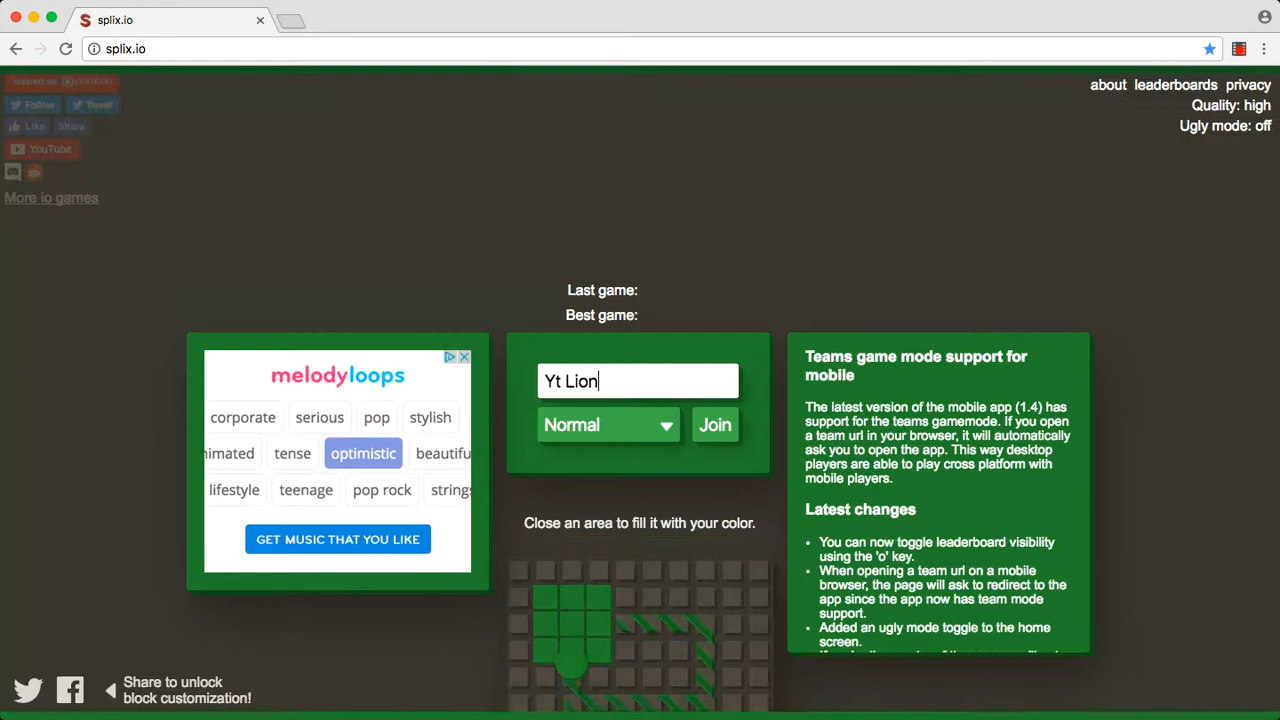 splix.io
splix.io
about leaderboards privacy
Quality: high
Ugly mode: off
Follow
Tweet
Like
Share
YouTube
More io games
Last game:
Best game:
melodyloops
corporate
serious
pop
stylish
tense
optimistic
lifestyle
teenage
pop rock
GET MUSIC THAT YOU LIKE
Yt Lion
Normal
Join
Close an area to fill it with your color.
Teams game mode support for
mobile
The latest version of the mobile app (1.4) has
support for the teams gamemode. If you open
a team url in your browser, it will automatically
ask you to open the app. This way desktop
players are able to play cross platform with
mobile players.
Latest changes
You can now toggle leaderboard visibility
using the 'o' key.
When opening a team url on a mobile
browser, the page will ask to redirect to the
app since the app now has team mode
support.
Added an ugly mode toggle to the home
screen.
Share to unlock
block customization!